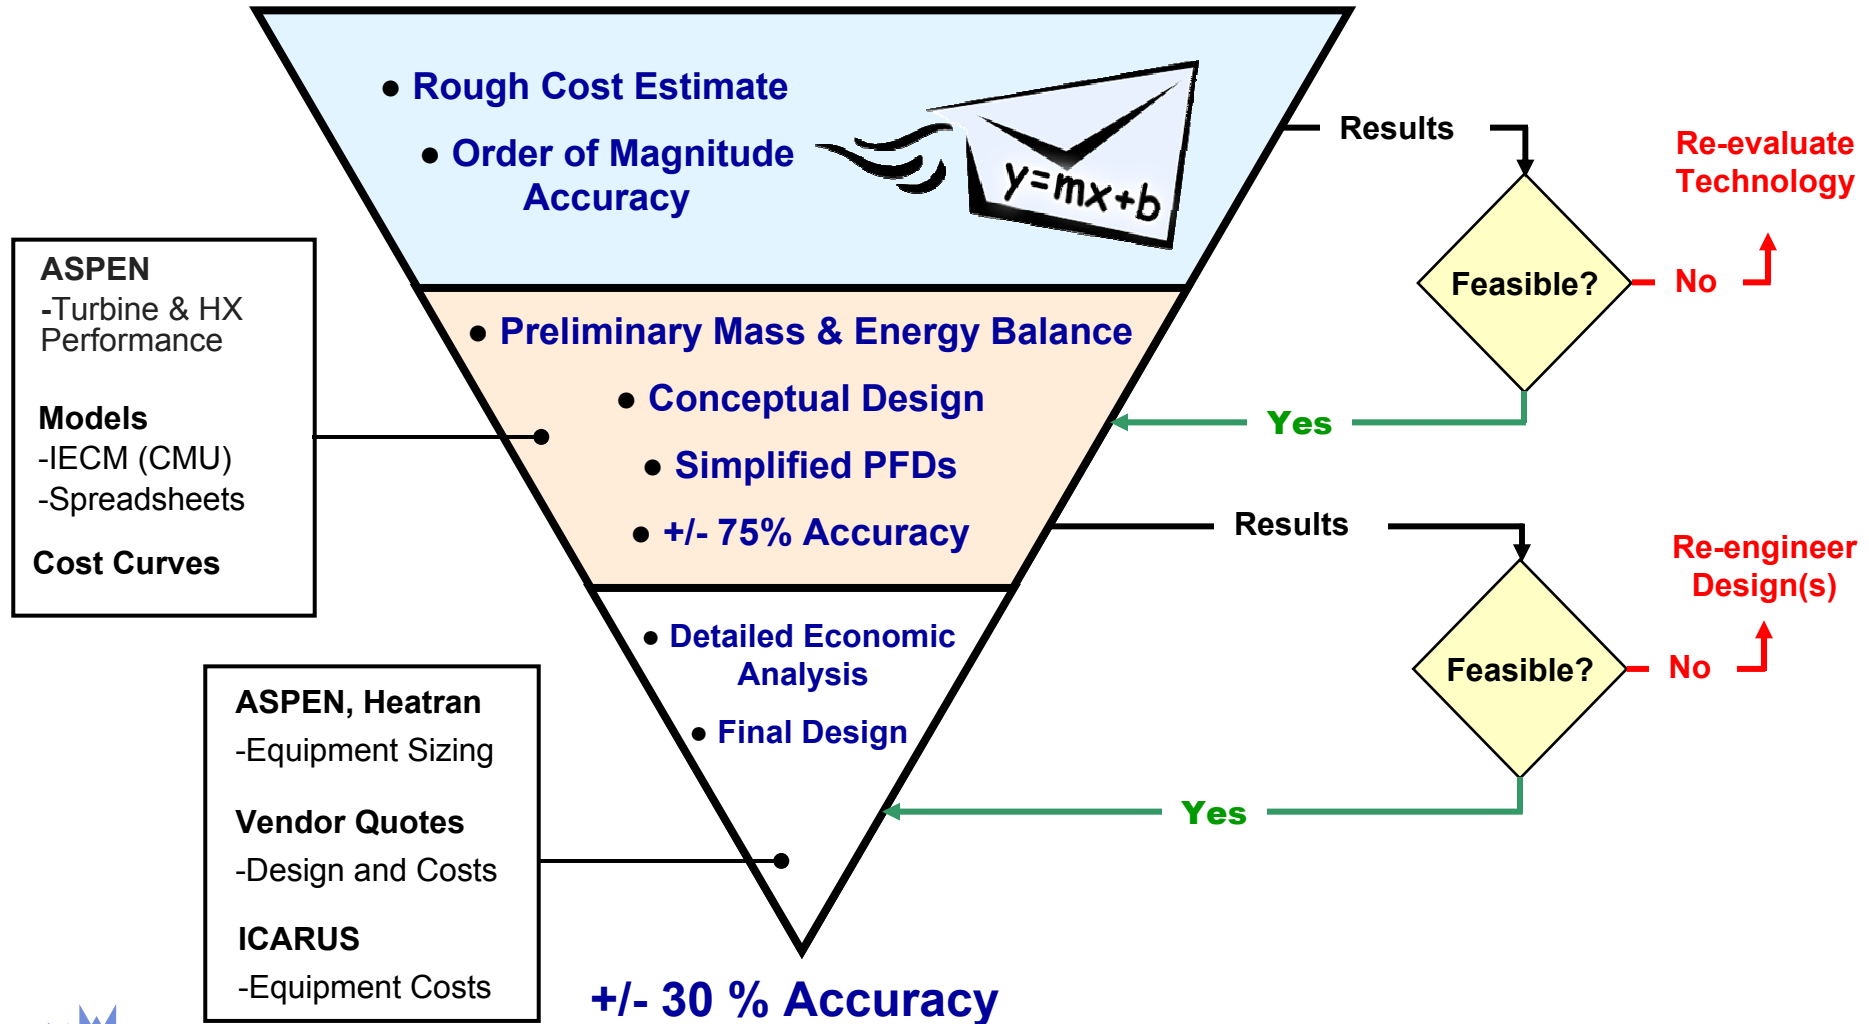 • Rough Cost Estimate
• Order of Magnitude
Accuracy
y=mx+b
Results
Re-evaluate
Technology
Feasible?
No
Yes
ASPEN
-Turbine & HX
Performance
Models
-IECM (CMU)
-Spreadsheets
Cost Curves
• Preliminary Mass & Energy Balance
• Conceptual Design
• Simplified PFDs
• +/- 75% Accuracy
Results
Re-engineer
Design(s)
Feasible?
No
Yes
• Detailed Economic
Analysis
• Final Design
ASPEN, Heatran
-Equipment Sizing
Vendor Quotes
-Design and Costs
ICARUS
-Equipment Costs
+/- 30 % Accuracy